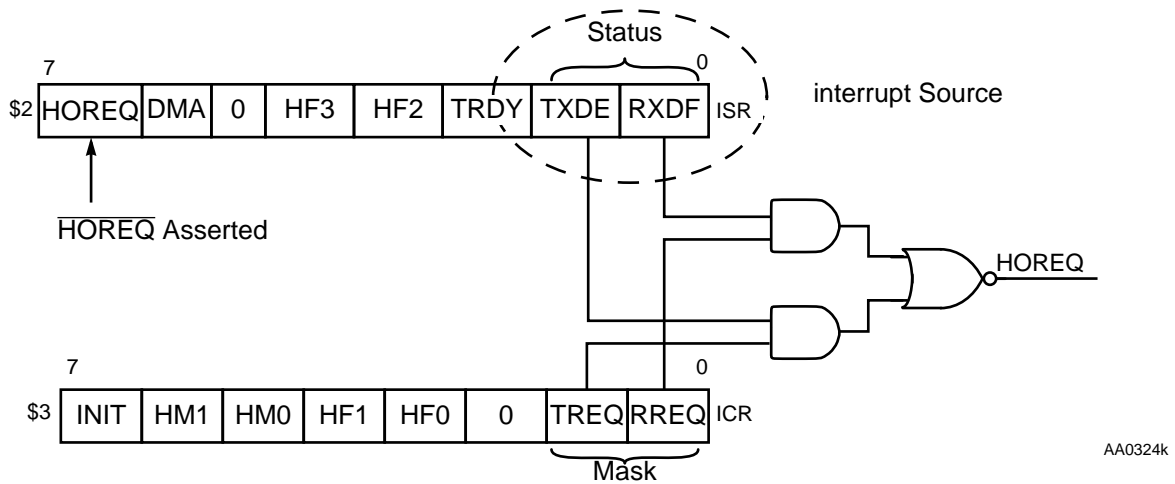 Status
7
0
$2 HOREQ DMA 0 HF3 HF2 TRDY TXDE RXDF ISR
interrupt Source
HOREQ Asserted
HOREQ
7
0
$3 INIT HM1 HM0 HF1 HF0 0 TREQ RREQ ICR
Mask
AA0324k